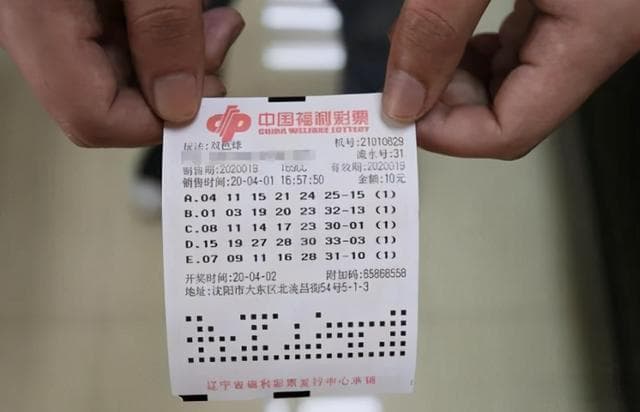 中国福利彩票
CHINA WELFARE LOTTERY
玩法:双色球 机号:21010829
流水号:31
销售期:2020019 有效期:2020019
销售时间:20-04-01 16:57:50 金额:10元
A.04 11 15 21 24 25-15 (1)
B.01 03 19 20 23 32-13 (1)
C.08 11 14 17 23 30-01 (1)
D.15 19 27 28 30 33-03 (1)
E.07 09 11 16 28 31-10 (1)
开奖时间:20-04-02 附加码:65868558
地址:沈阳市大东区北海昌街54号5-1-3
辽宁省福利彩票发行中心承销